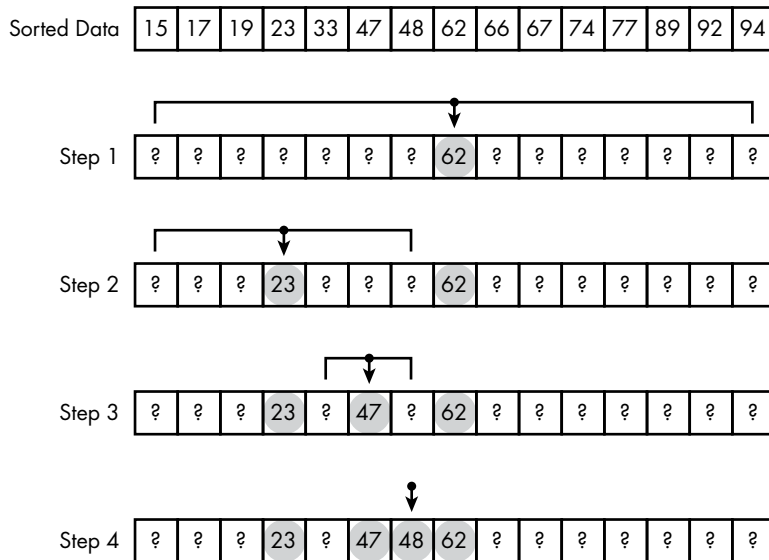 Sorted Data 15 17 19 23 33 47 48 62 66 67 74 77 89 92 94
Step 1 ? ? ? ? ? ? ? 62 ? ? ? ? ? ? ?
Step 2 ? ? ? 23 ? ? ? 62 ? ? ? ? ? ? ?
Step 3 ? ? ? 23 ? 47 ? 62 ? ? ? ? ? ? ?
Step 4 ? ? ? 23 ? 47 48 62 ? ? ? ? ? ? ?